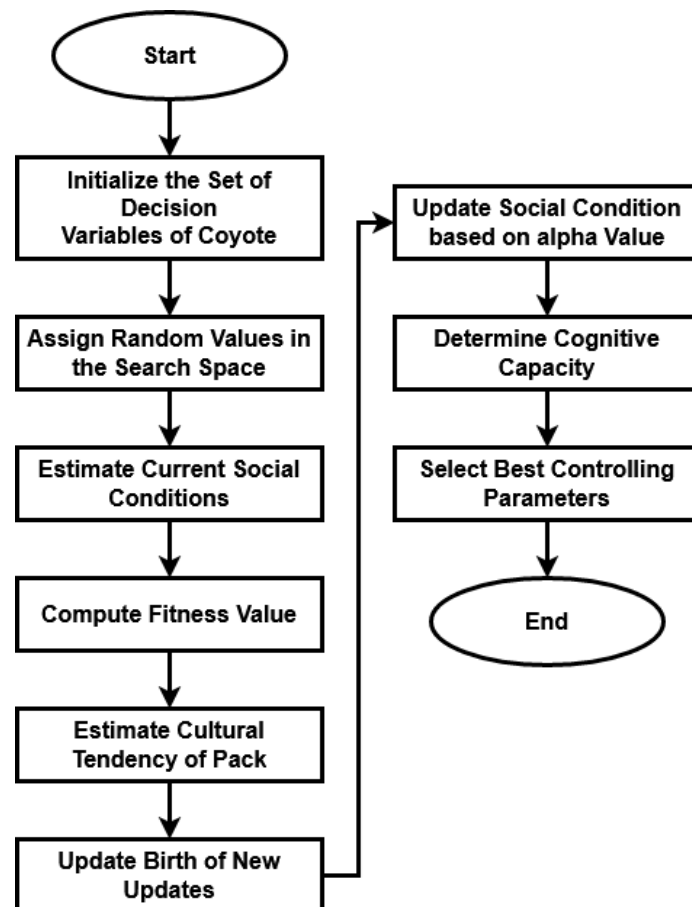 Start
Initialize the Set of
Decision
Variables of Coyote
Assign Random Values in
the Search Space
Estimate Current Social
Conditions
Compute Fitness Value
Estimate Cultural
Tendency of Pack
Update Birth of New
Updates
Update Social Condition
based on alpha Value
Determine Cognitive
Capacity
Select Best Controlling
Parameters
End